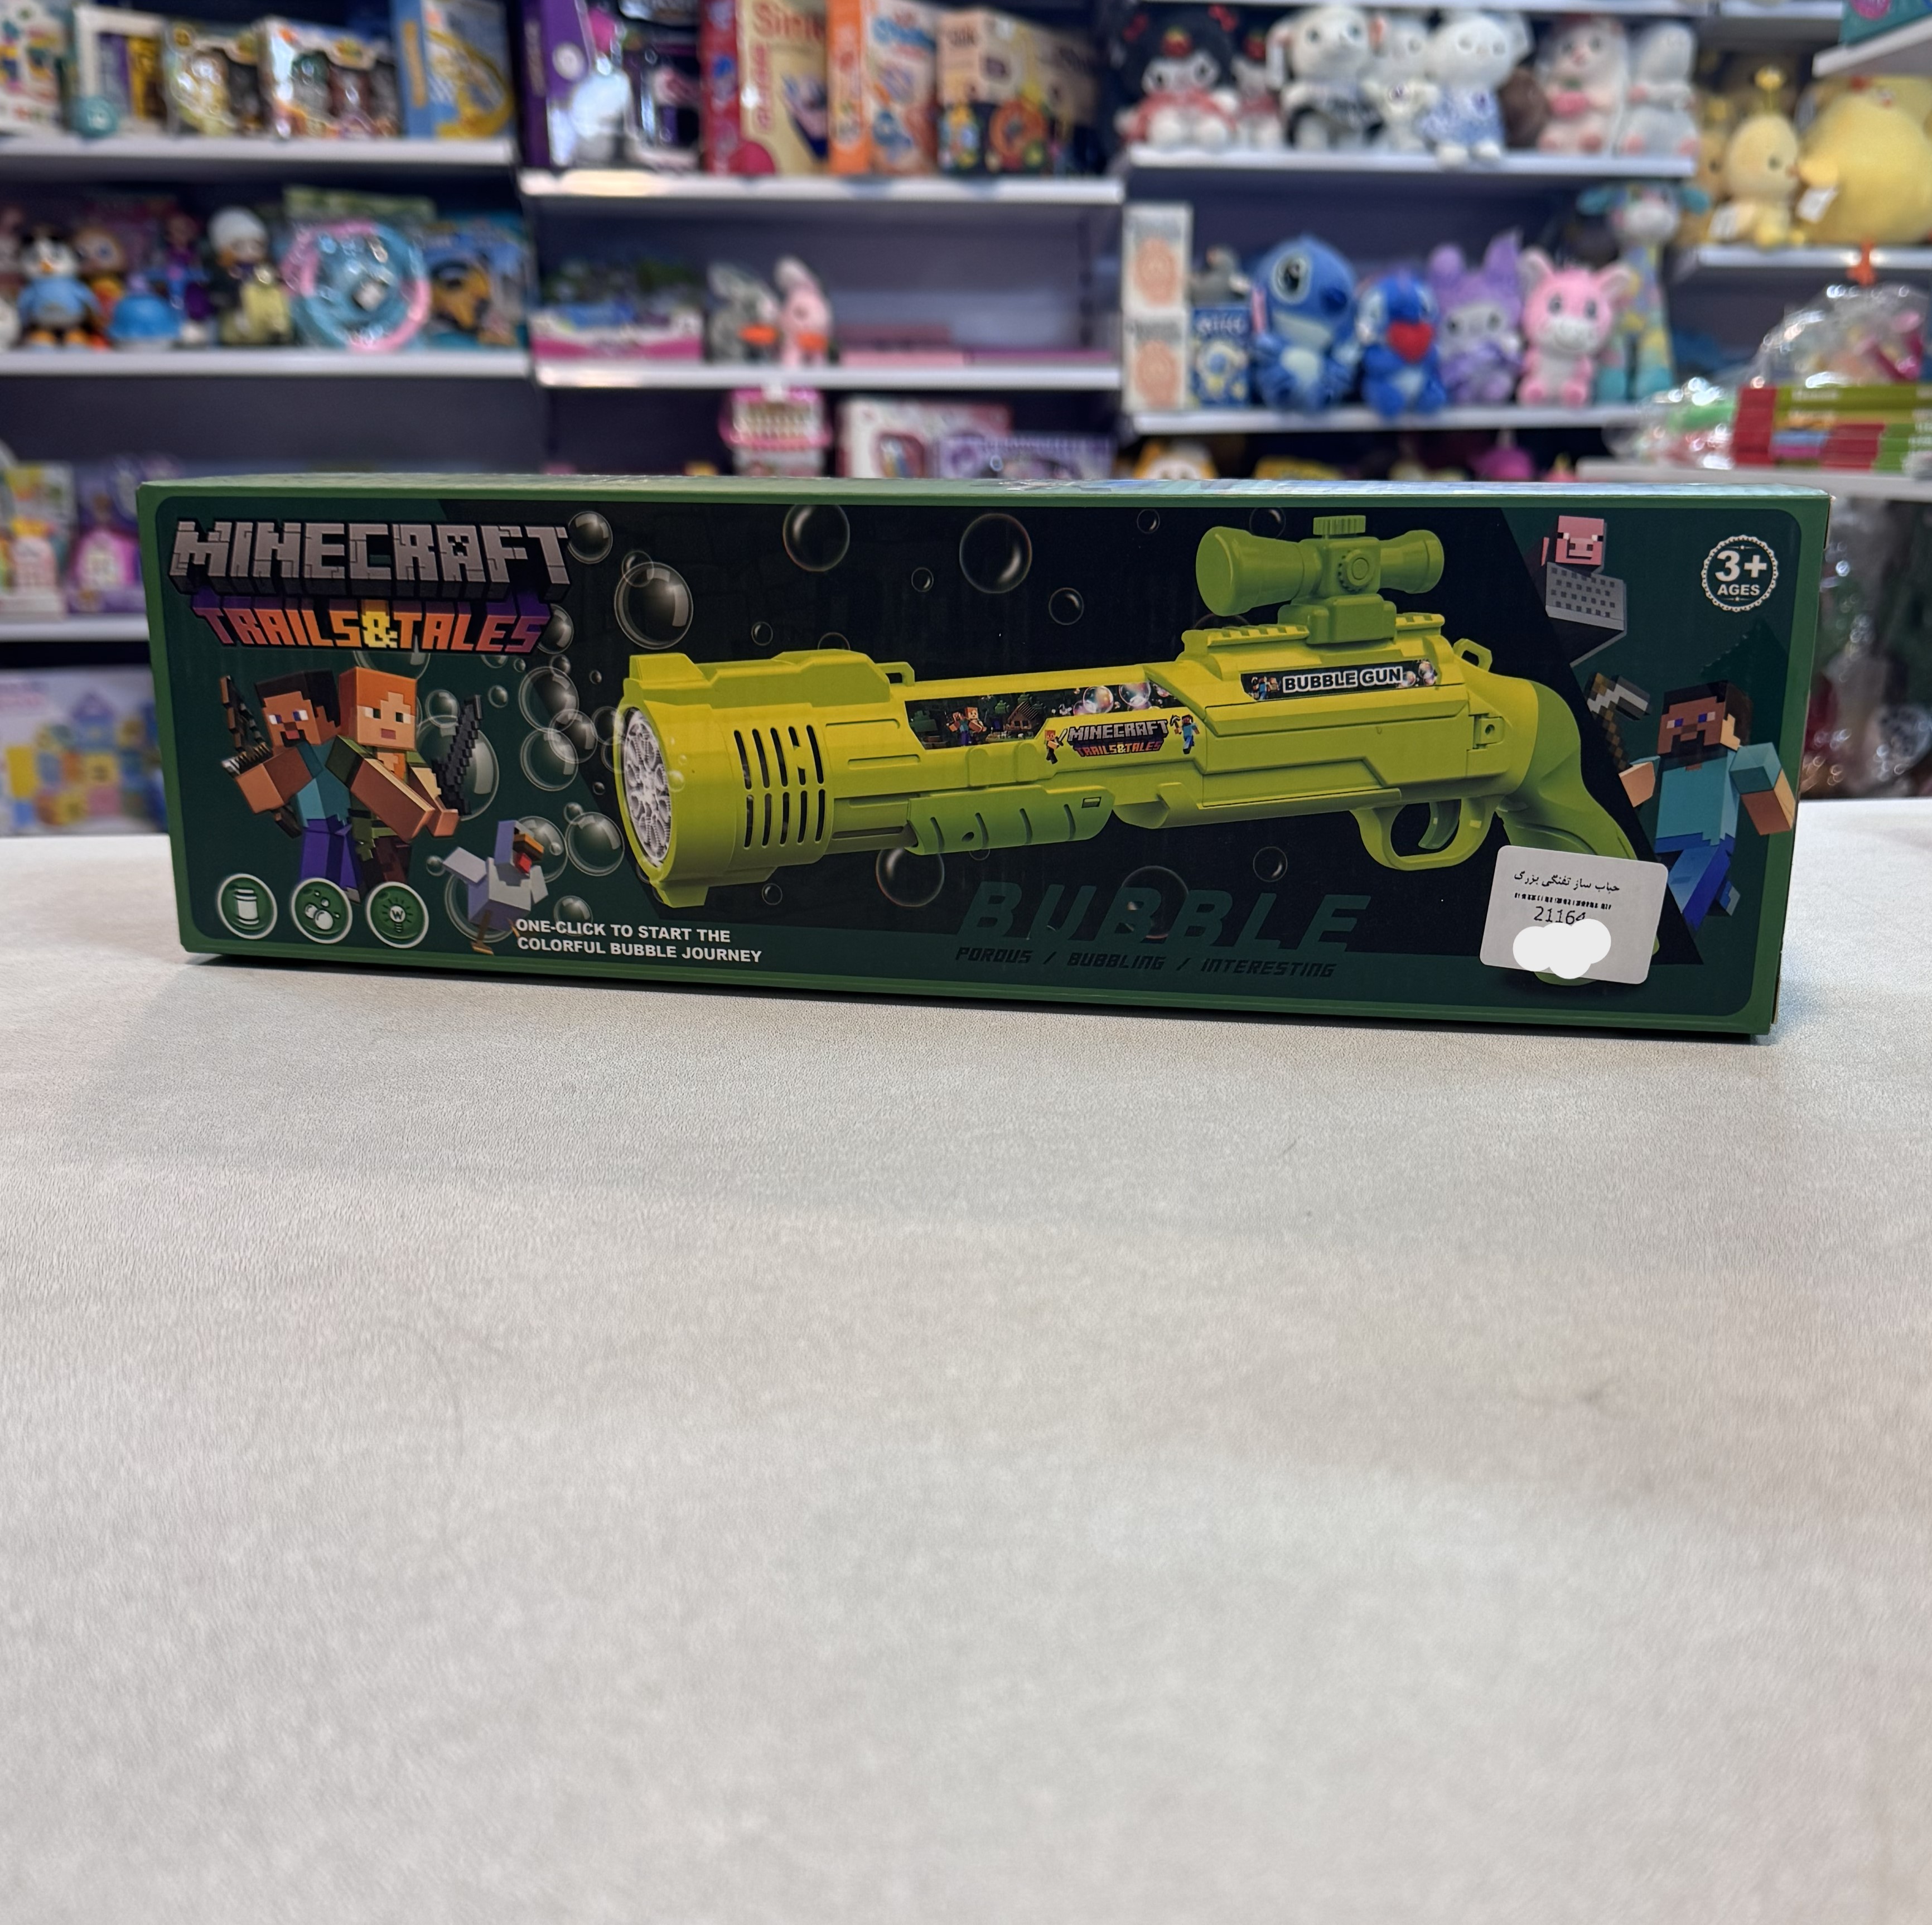 MINECRAFT
TRAILS&TALES
3+
AGES
BUBBLE GUN
MINECRAFT
TRAILS&TALES
W
ONE-CLICK TO START THE
COLORFUL BUBBLE JOURNEY
BUBBLE
POROUS / BUBBLING / INTERESTING
حباب ساز تفنگی بزرگ
21164